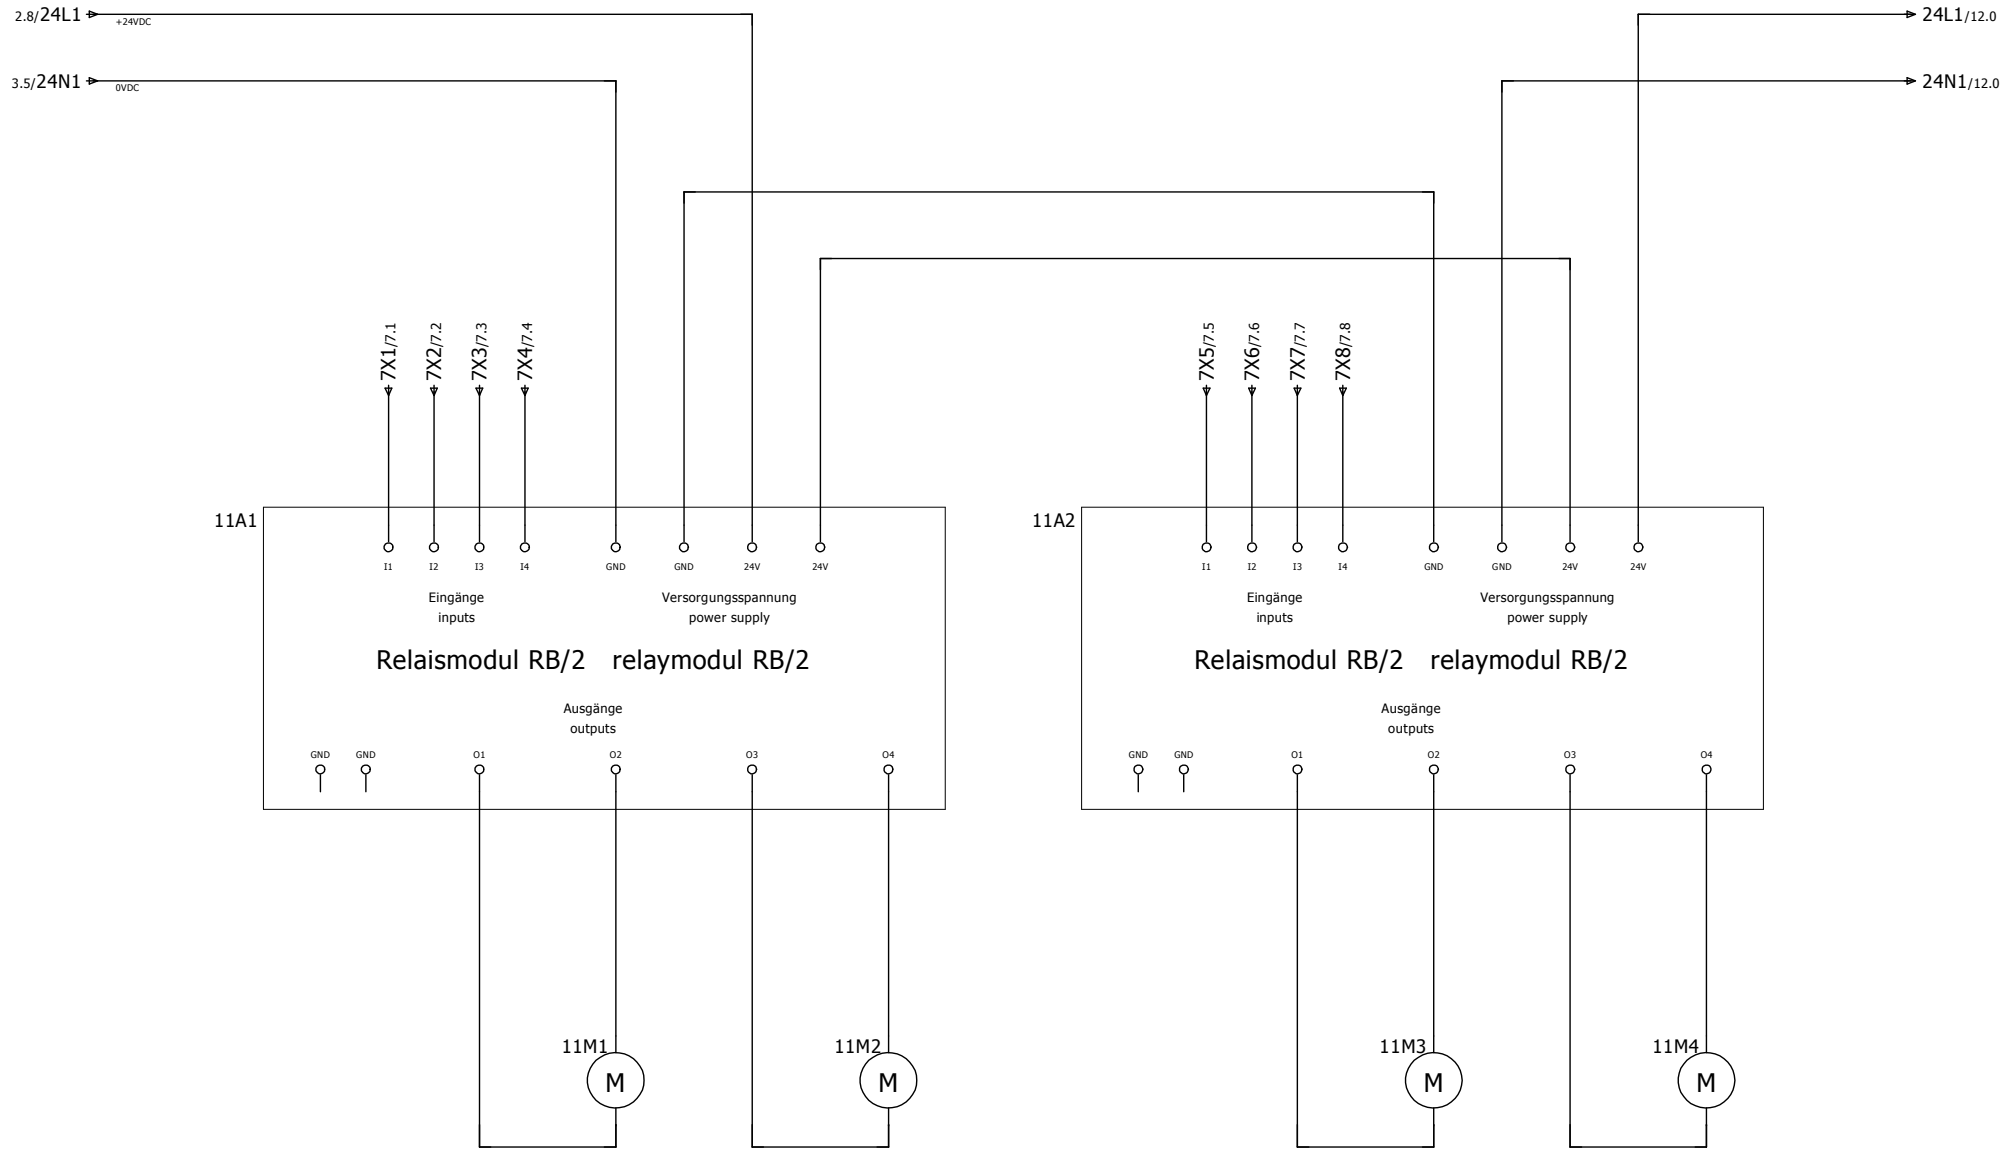 2.8/24L1
+24VDC
24L1/12.0
3.5/24N1
0VDC
24N1/12.0
7X1/7.1
7X2/7.2
7X3/7.3
7X4/7.4
7X5/7.5
7X6/7.6
7X7/7.7
7X8/7.8
11A1
I1 I2 I3 I4 GND GND 24V 24V
Eingänge Versorgungsspannung
inputs power supply
Relaismodul RB/2 relaymodul RB/2
Ausgänge
outputs
GND GND O1 O2 O3 O4
11A2
I1 I2 I3 I4 GND GND 24V 24V
Eingänge Versorgungsspannung
inputs power supply
Relaismodul RB/2 relaymodul RB/2
Ausgänge
outputs
GND GND O1 O2 O3 O4
11M1
M
11M2
M
11M3
M
11M4
M